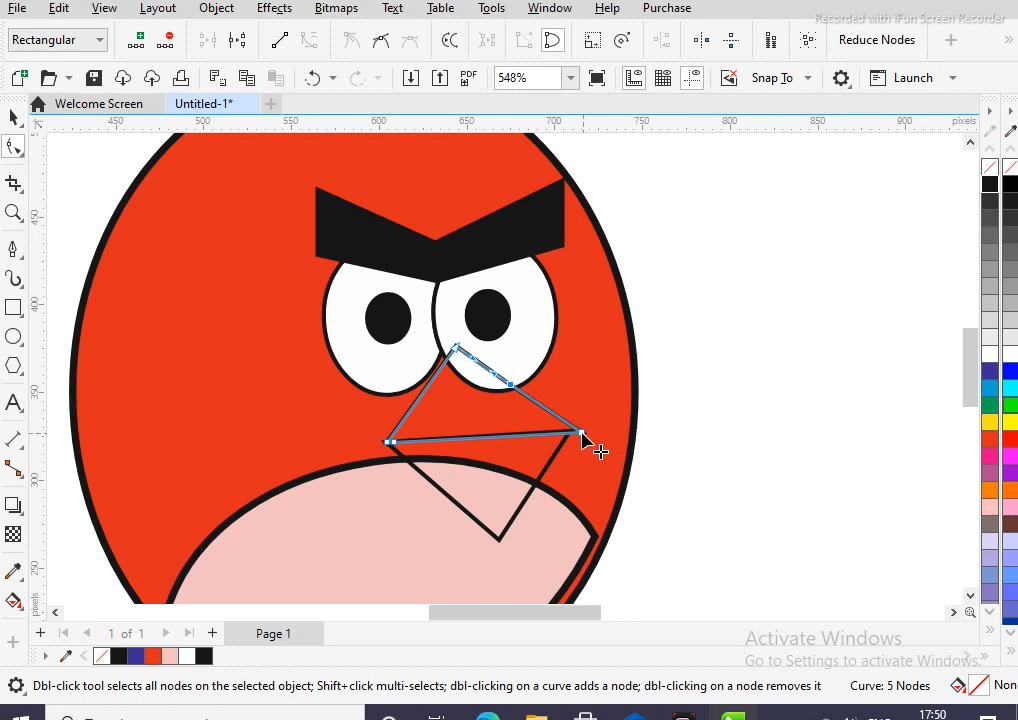 File Edit View Layout Object Effects Bitmaps Text Table Tools Window Help Purchase
Recorded with iFun Screen Recorder
Rectangular Reduce Nodes
548% PDF Snap To Launch
Welcome Screen Untitled-1*
450 500 550 600 650 700 750 800 850 900 pixels
450
400
350
300
250
pixels
1 of 1 Page 1
Activate Windows
Go to Settings to activate Windows.
Dbl-click tool selects all nodes on the selected object; Shift+click multi-selects; dbl-clicking on a curve adds a node; dbl-clicking on a node removes it Curve: 5 Nodes
17:50